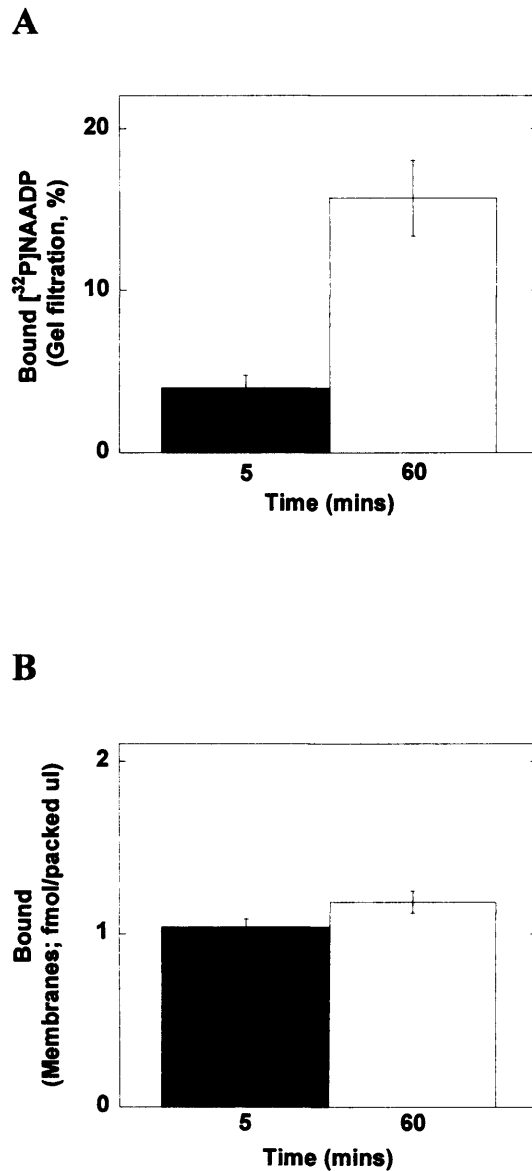 A
20
10
0
Bound [³²P]NAADP
(Gel filtration, %)
5 60
Time (mins)
B
2
1
0
Bound
(Membranes; fmol/packed ul)
5 60
Time (mins)